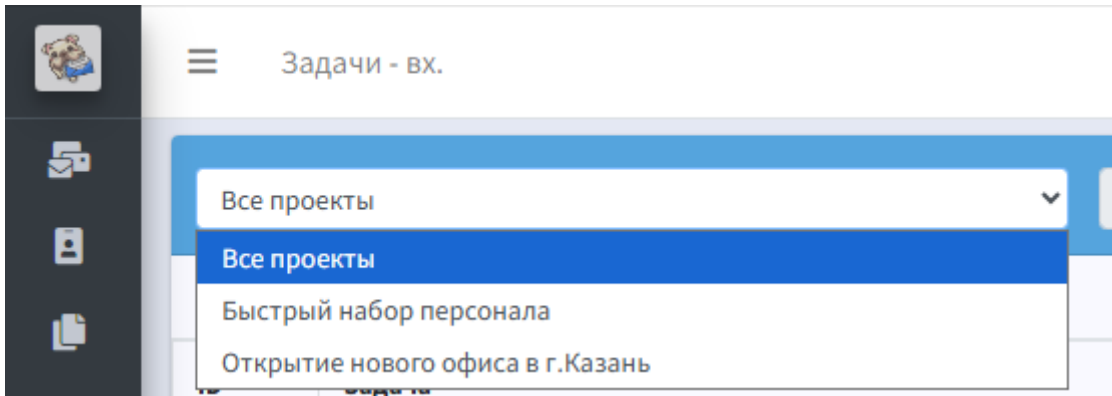 Задачи - вх.
Все проекты
Все проекты
Быстрый набор персонала
Открытие нового офиса в г.Казань